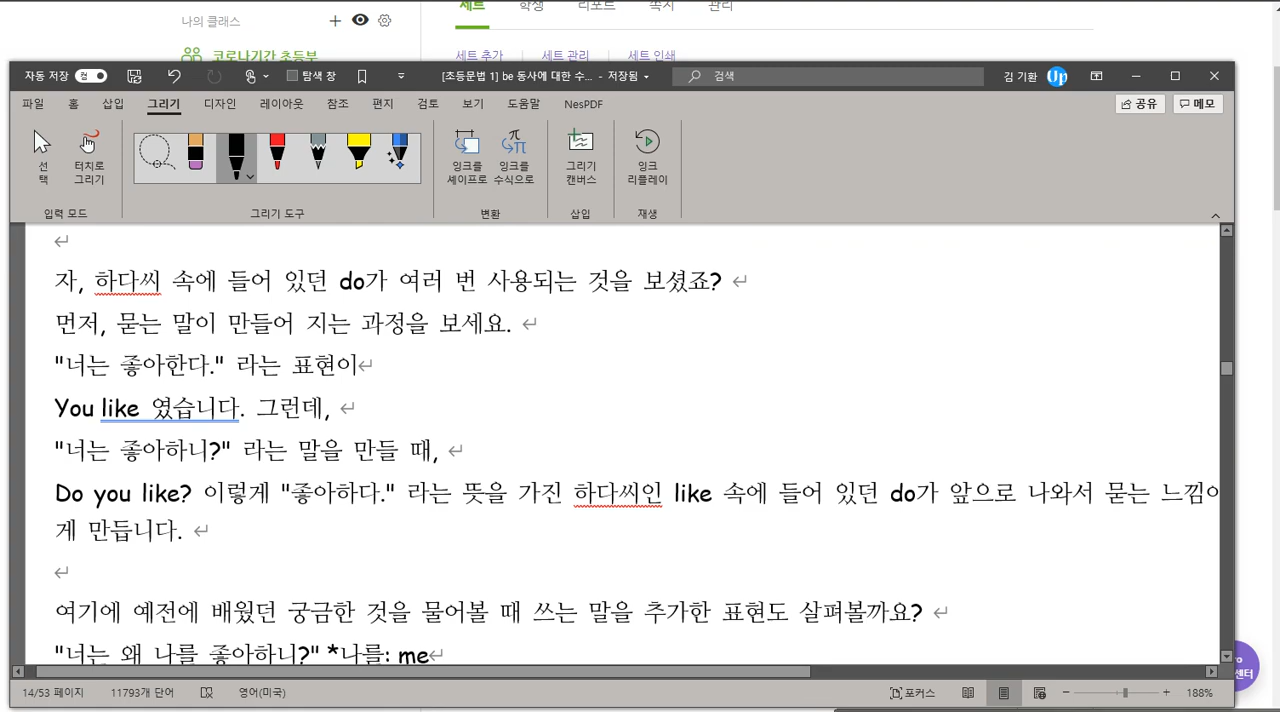 나의 클래스
세트 학생 리포트 쪽지 관리
코로나기간 초등부
세트 추가 | 세트 관리 | 세트 인쇄
자동 저장 컴 탐색 창 [초등문법 1] be 동사에 대한 수... - 저장됨 검색 김 기환 Up
파일 홈 삽입 그리기 디자인 레이아웃 참조 편지 검토 보기 도움말 NesPDF 공유 메모
선택 터치로 그리기 잉크를 셰이프로 잉크를 수식으로 그리기 캔버스 잉크 리플레이
입력 모드 그리기 도구 변환 삽입 재생
자, 하다씨 속에 들어 있던 do가 여러 번 사용되는 것을 보셨죠?
먼저, 묻는 말이 만들어 지는 과정을 보세요.
"너는 좋아한다." 라는 표현이
You like 였습니다. 그런데,
"너는 좋아하니?" 라는 말을 만들 때,
Do you like? 이렇게 "좋아하다." 라는 뜻을 가진 하다씨인 like 속에 들어 있던 do가 앞으로 나와서 묻는
게 만듭니다.
여기에 예전에 배웠던 궁금한 것을 물어볼 때 쓰는 말을 추가한 표현도 살펴볼까요?
"너는 왜 나를 좋아하니?" *나를: me
센터
14/53 페이지 11793개 단어 영어(미국) 포커스 188%